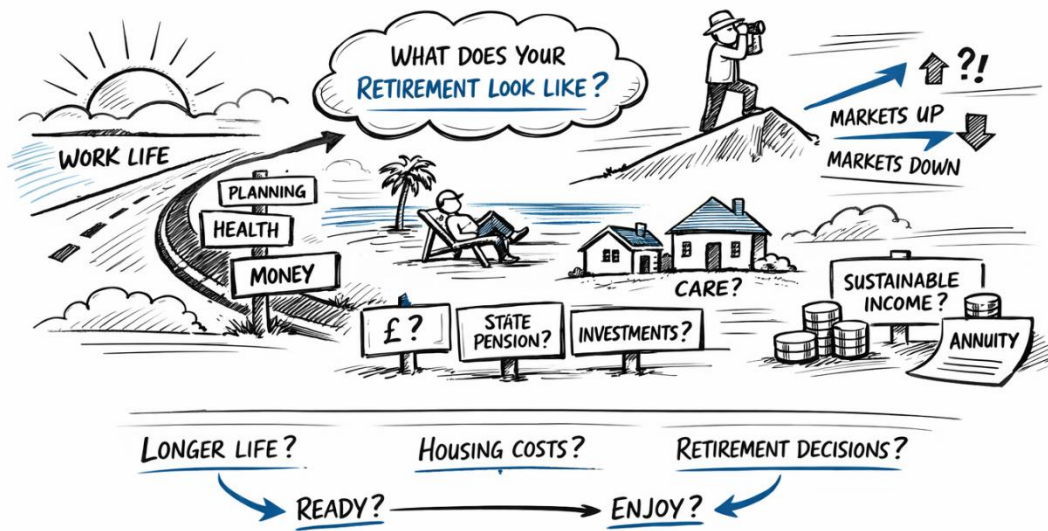 WHAT DOES YOUR
RETIREMENT LOOK LIKE?
WORK LIFE
PLANNING
HEALTH
MONEY
?!
MARKETS UP
MARKETS DOWN
CARE?
£?
STATE
PENSION?
INVESTMENTS?
SUSTAINABLE
INCOME?
ANNUITY
LONGER LIFE?
HOUSING COSTS?
RETIREMENT DECISIONS?
READY?
ENJOY?